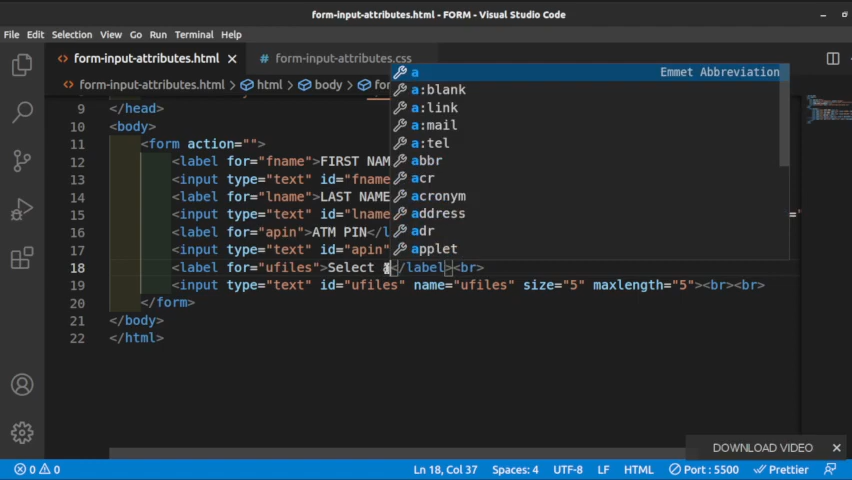 form-input-attributes.html - FORM - Visual Studio Code
File Edit Selection View Go Run Terminal Help
form-input-attributes.html
# form-input-attributes.css
form-input-attributes.html > html > body >
a Emmet Abbreviation
a:blank
a:link
a:mail
a:tel
abbr
acr
acronym
address
adr
applet
9 </head>
10 <body>
11 <form action="">
12 <label for="fname">FIRST NAM
13 <input type="text" id="fname
14 <label for="lname">LAST NAME
15 <input type="text" id="lname
16 <label for="apin">ATM PIN</l
17 <input type="text" id="apin"
18 <label for="ufiles">Select a</label><br>
19 <input type="text" id="ufiles" name="ufiles" size="5" maxlength="5"><br><br>
20 </form>
21 </body>
22 </html>
DOWNLOAD VIDEO
0 0 Ln 18, Col 37 Spaces: 4 UTF-8 LF HTML Port : 5500 Prettier